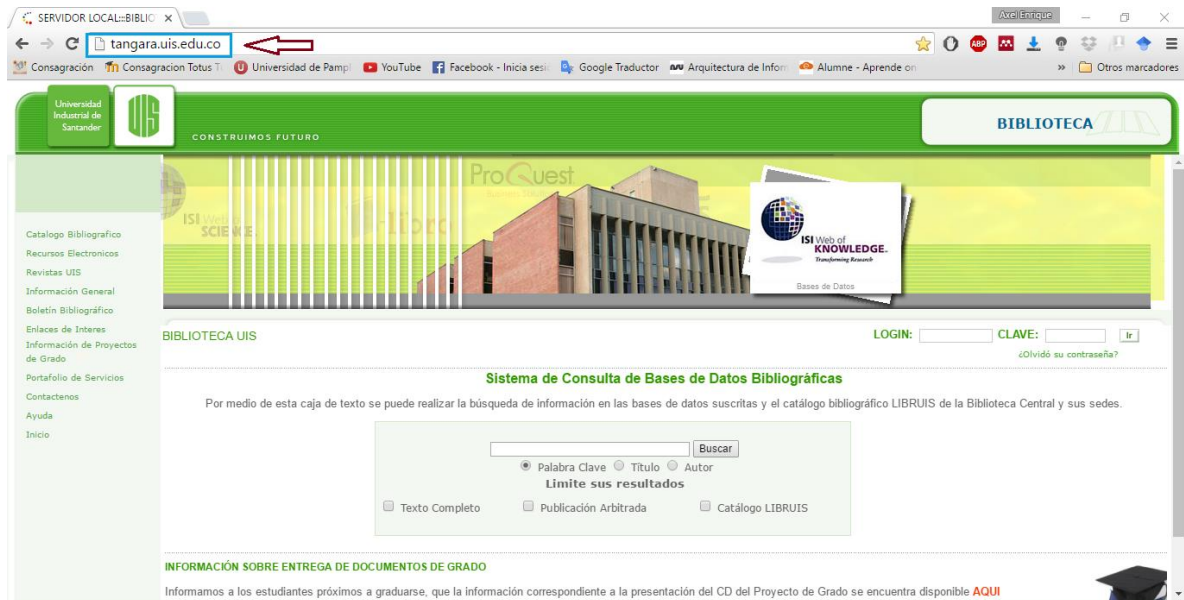 SERVIDOR LOCAL:::BIBLIO
Axel Enrique
tangara.uis.edu.co
ABP
Consagración
Consagracion Totus T
Universidad de Pampl
YouTube
Facebook - Inicia sesi
Google Traductor
Arquitectura de Inforn
Alumne - Aprende on
»
Otros marcadores
Universidad
Industrial de
Santander
UIS
CONSTRUIMOS FUTURO
BIBLIOTECA
ProQuest
ISI Web of
SCIENCE.
ISI Web of
KNOWLEDGE.
Transforming Research
Bases de Datos
Catalogo Bibliografico
Recursos Electronicos
Revistas UIS
Información General
Boletín Bibliográfico
Enlaces de Interes
Información de Proyectos
de Grado
Portafolio de Servicios
Contactenos
Ayuda
Inicio
BIBLIOTECA UIS
LOGIN:
CLAVE:
Ir
¿Olvidó su contraseña?
Sistema de Consulta de Bases de Datos Bibliográficas
Por medio de esta caja de texto se puede realizar la búsqueda de información en las bases de datos suscritas y el catálogo bibliográfico LIBRUIS de la Biblioteca Central y sus sedes.
Buscar
Palabra Clave Título Autor
Limite sus resultados
Texto Completo Publicación Arbitrada Catálogo LIBRUIS
INFORMACIÓN SOBRE ENTREGA DE DOCUMENTOS DE GRADO
Informamos a los estudiantes próximos a graduarse, que la información correspondiente a la presentación del CD del Proyecto de Grado se encuentra disponible AQUI